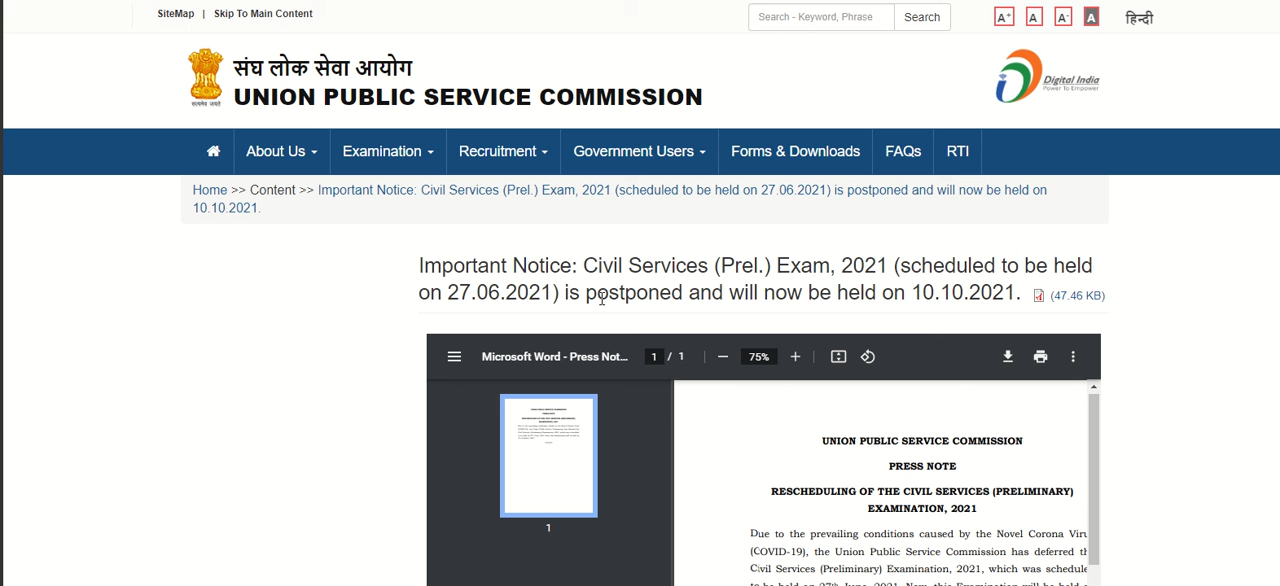 SiteMap | Skip To Main Content
Search - Keyword, Phrase Search A+ A A- A हिन्दी
संघ लोक सेवा आयोग
UNION PUBLIC SERVICE COMMISSION
सत्यमेव जयते
Digital India
Power To Empower
About Us Examination Recruitment Government Users Forms & Downloads FAQs RTI
Home >> Content >> Important Notice: Civil Services (Prel.) Exam, 2021 (scheduled to be held on 27.06.2021) is postponed and will now be held on
10.10.2021.
Important Notice: Civil Services (Prel.) Exam, 2021 (scheduled to be held
on 27.06.2021) is postponed and will now be held on 10.10.2021. (47.46 KB)
Microsoft Word - Press Not... 1 / 1 75%
1
UNION PUBLIC SERVICE COMMISSION
PRESS NOTE
RESCHEDULING OF THE CIVIL SERVICES (PRELIMINARY)
EXAMINATION, 2021
Due to the prevailing conditions caused by the Novel Corona Viru
(COVID-19), the Union Public Service Commission has deferred th
Civil Services (Preliminary) Examination, 2021, which was schedule